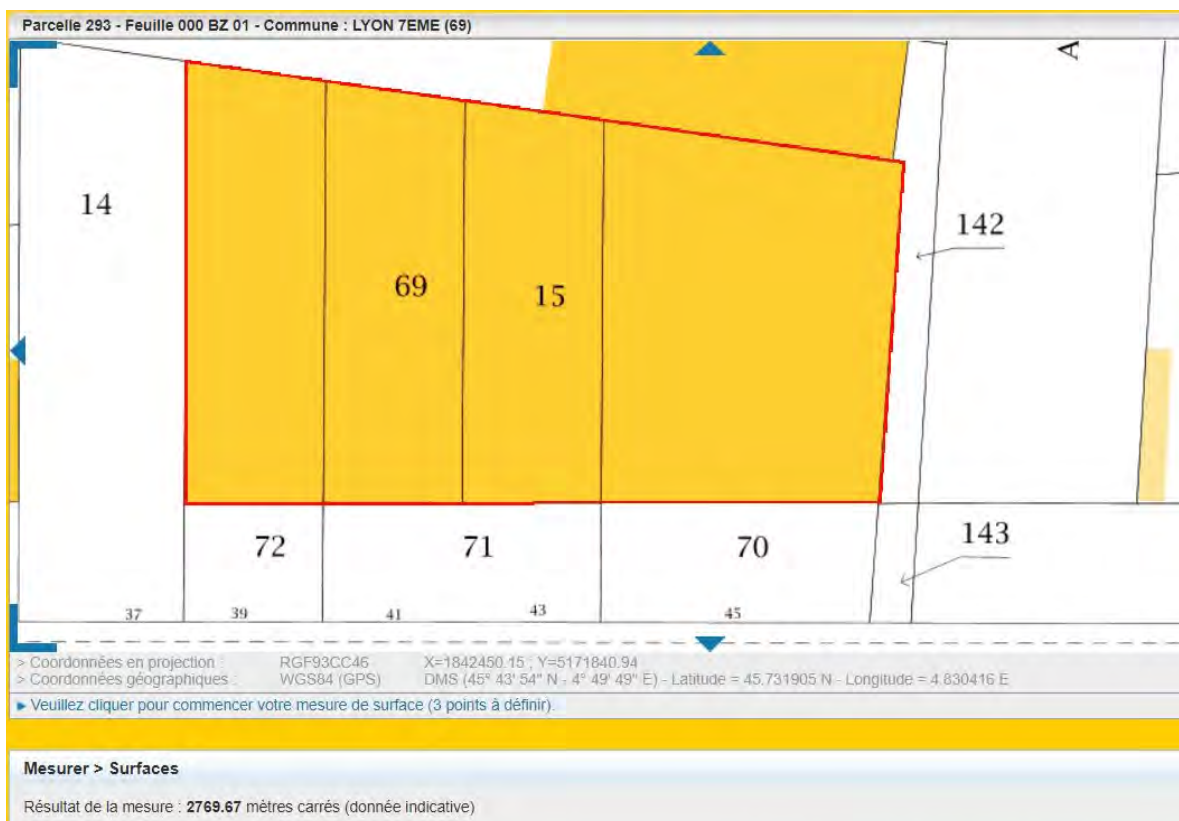 Parcelle 293 - Feuille 000 BZ 01 - Commune : LYON 7EME (69)
A
14
142
69
15
72
71
70
143
37
39
41
43
45
> Coordonnées en projection : RGF93CC46 X=1842450.15 ; Y=5171840.94
> Coordonnées géographiques : WGS84 (GPS) DMS (45° 43' 54" N - 4° 49' 49" E) - Latitude = 45.731905 N - Longitude = 4.830416 E
Veuillez cliquer pour commencer votre mesure de surface (3 points à définir).
Mesurer > Surfaces
Résultat de la mesure : 2769.67 mètres carrés (donnée indicative)